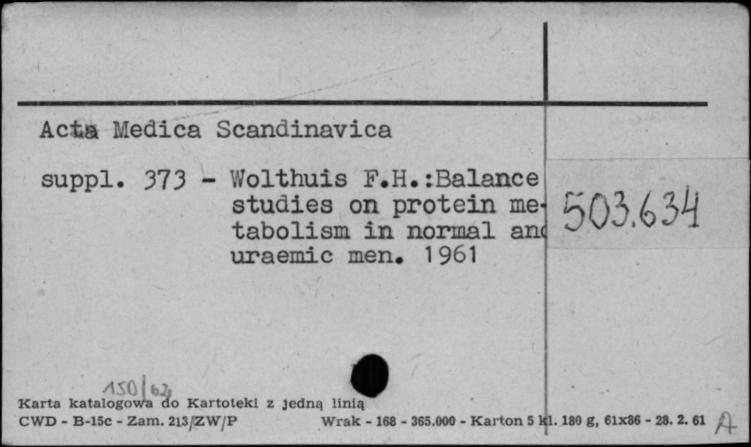 Acta Medica Scandinavica
suppl. 373 - Wolthuis F.H.:Balance
studies on protein me-
tabolism in normal and
uraemic men. 1961
503.634
150/62
Karta katalogowa do Kartoteki z jedną linią
CWD - B-15c - Zam. 213/ZW/P
Wrak - 168 - 365.000 - Karton 5 kl. 180 g, 61x86 - 28. 2. 61
A